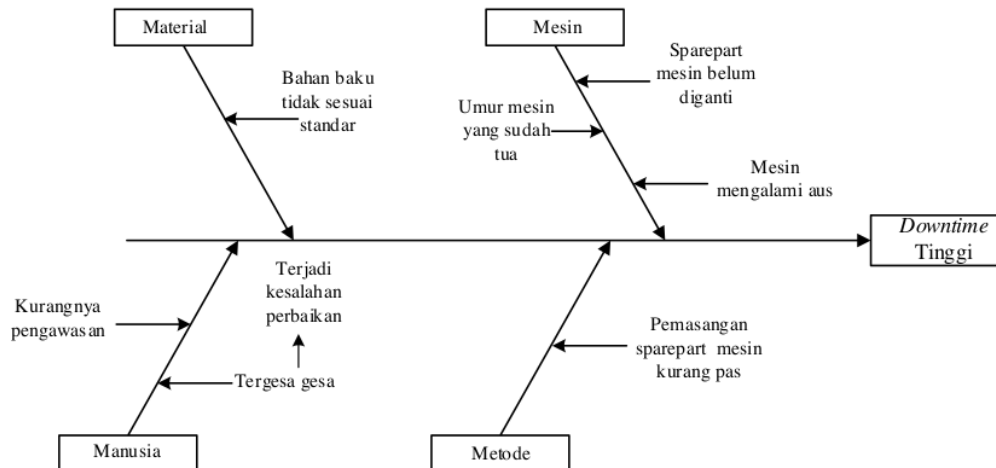 Material
Mesin
Bahan baku
tidak sesuai
standar
Sparepart
mesin belum
diganti
Umur mesin
yang sudah
tua
Mesin
mengalami aus
Downtime
Tinggi
Kurangnya
pengawasan
Terjadi
kesalahan
perbaikan
Tergesa gesa
Pemasangan
sparepart mesin
kurang pas
Manusia
Metode